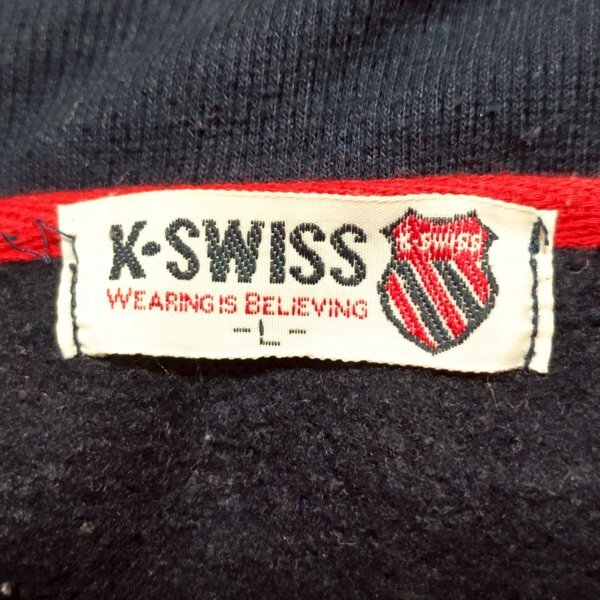 K·SWISS
WEARING IS BELIEVING
-L-
K-SWISS